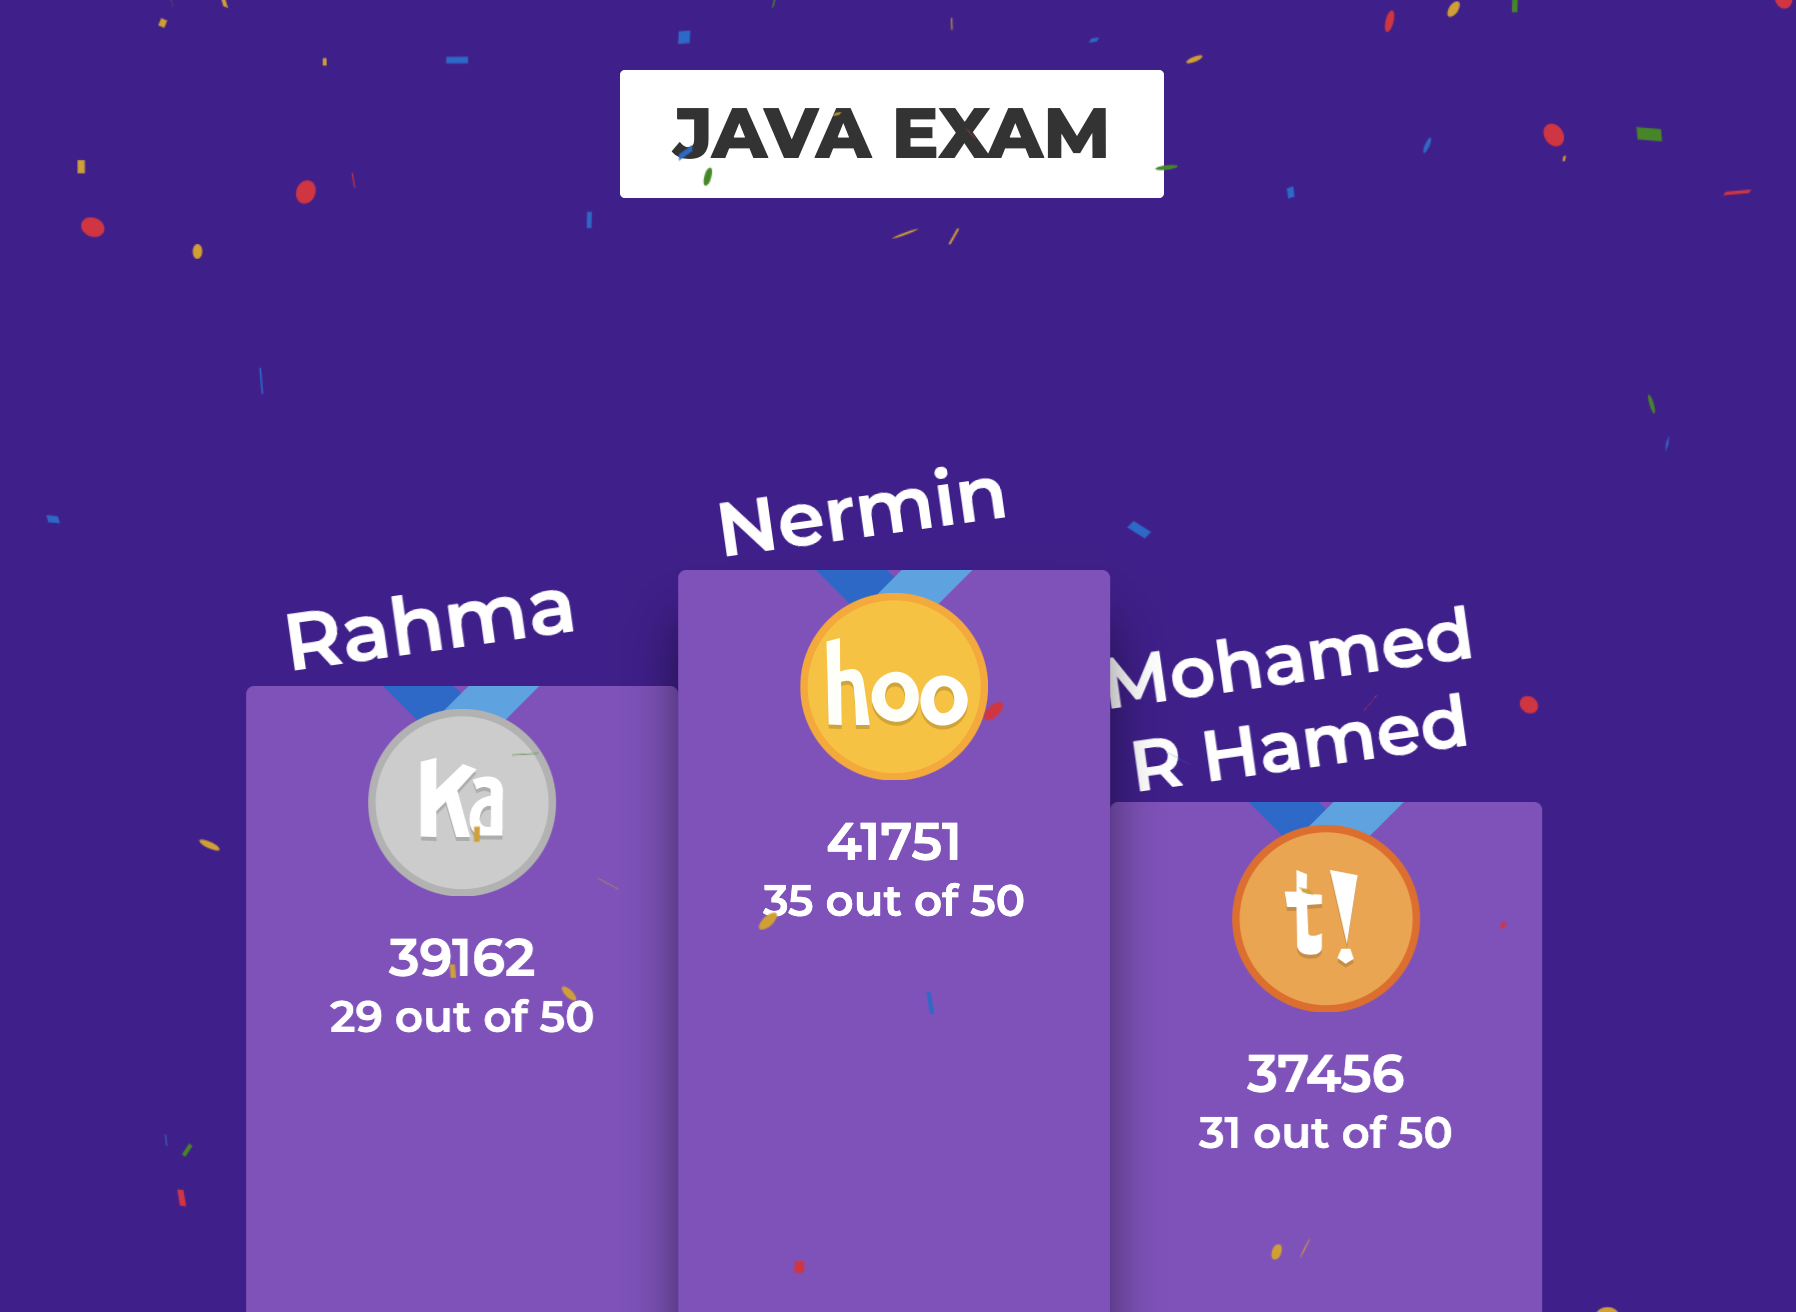 JAVA EXAM
Nermin
hoo
41751
35 out of 50
Rahma
Ka
39162
29 out of 50
Mohamed
R Hamed
t!
37456
31 out of 50